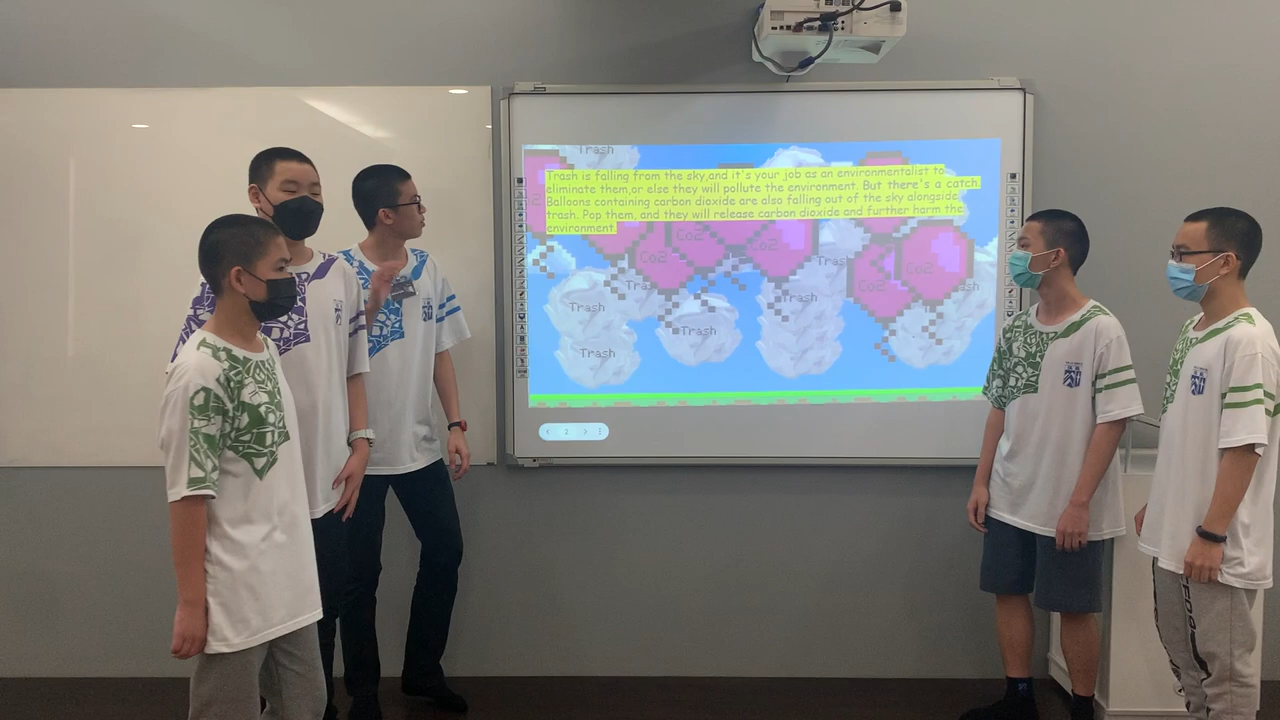 Trash
Trash is falling from the sky,and it's your job as an environmentalist to
eliminate them,or else they will pollute the environment. But there's a catch
Balloons containing carbon dioxide are also falling out of the sky alongside
trash. Pop them, and they will release carbon dioxide and further harm the
environment.
Co2
Co2
Co2
Trash
Co2
Co2
Trash
Trash
Trash
Trash
2